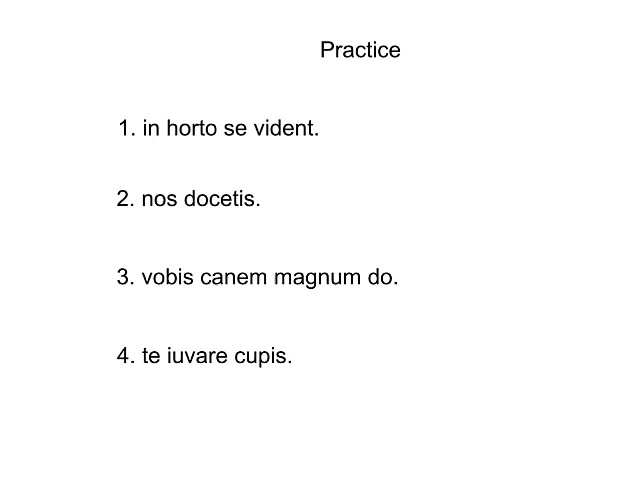 Practice
1. in horto se vident.
2. nos docetis.
3. vobis canem magnum do.
4. te iuvare cupis.